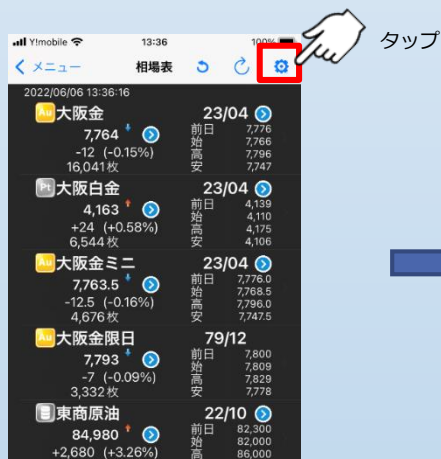 タップ
Y!mobile 13:36 100%
メニュー 相場表
2022/06/06 13:36:16
Au 大阪金 23/04
7,764 前日 7,776
始 7,766
-12 (-0.15%) 高 7,796
16,041枚 安 7,747
Pt 大阪白金 23/04
4,163 前日 4,139
始 4,110
+24 (+0.58%) 高 4,175
6,544枚 安 4,106
Au 大阪金ミニ 23/04
7,763.5 前日 7,776.0
始 7,768.5
-12.5 (-0.16%) 高 7,796.0
4,676枚 安 7,747.5
Au 大阪金限日 79/12
7,793 前日 7,800
始 7,809
-7 (-0.09%) 高 7,829
3,332枚 安 7,778
東商原油 22/10
84,980 前日 82,300
始 82,000
+2,680 (+3.26%) 高 86,000